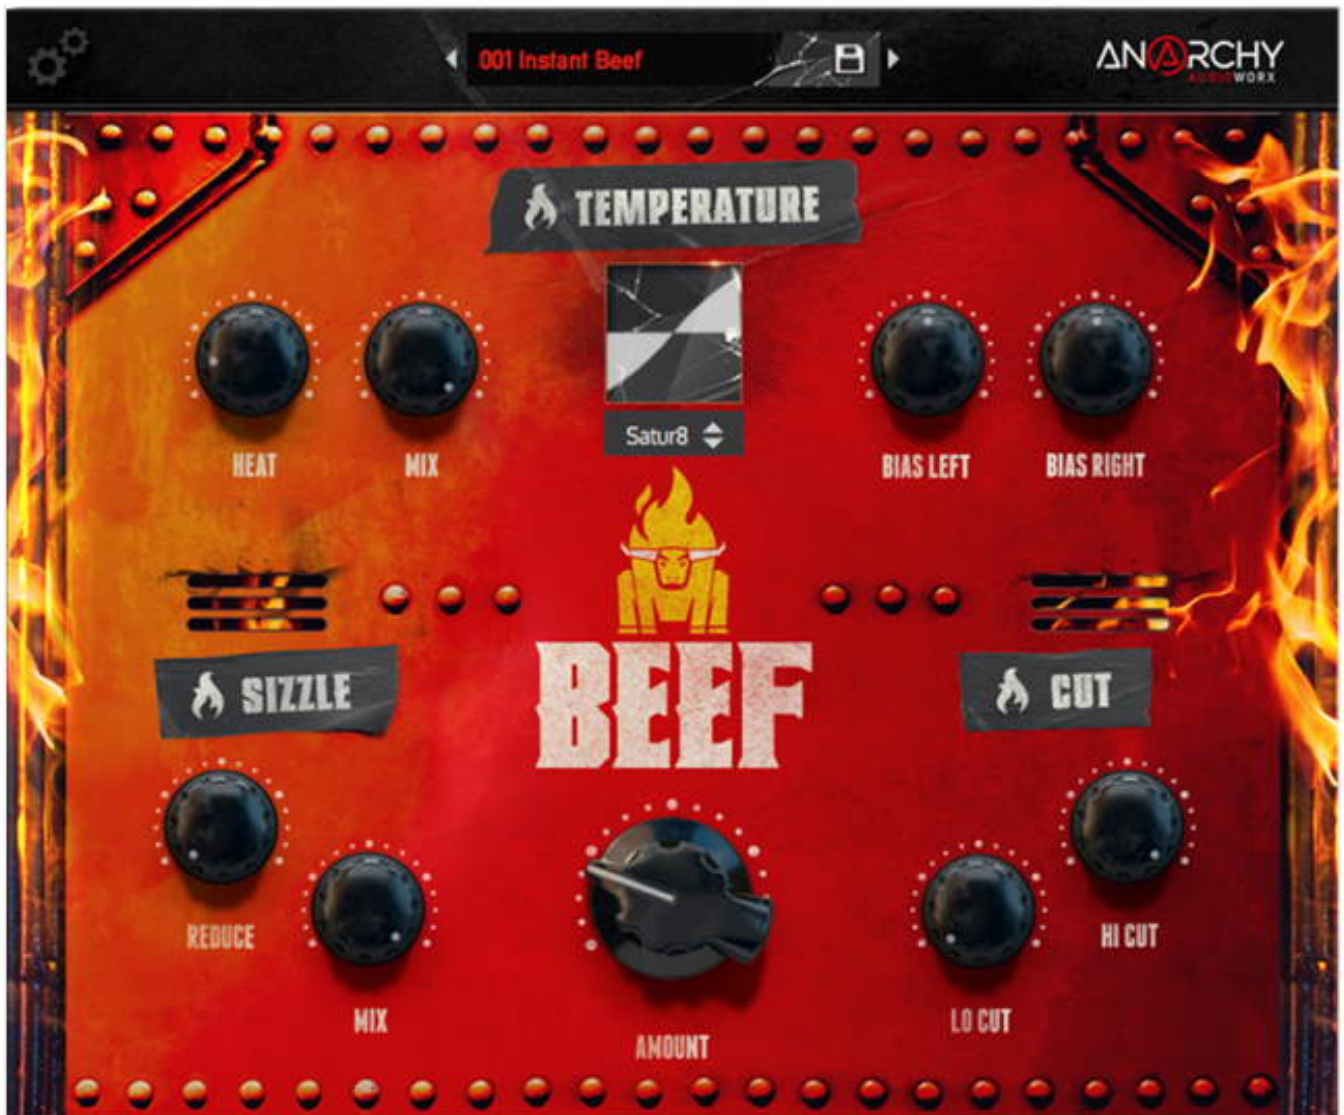 001 Instant Beef
ANARCHY
AUDIOWORX
TEMPERATURE
Satur8
HEAT
MIX
BIAS LEFT
BIAS RIGHT
BEEF
SIZZLE
CUT
REDUCE
MIX
AMOUNT
LO CUT
HI CUT